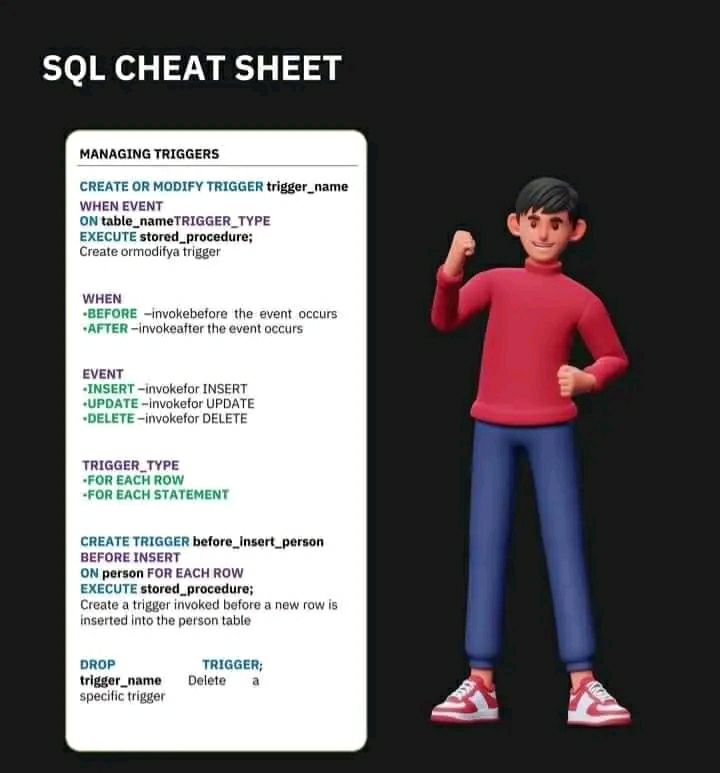 SQL CHEAT SHEET
MANAGING TRIGGERS
CREATE OR MODIFY TRIGGER trigger_name
WHEN EVENT
ON table_nameTRIGGER_TYPE
EXECUTE stored_procedure;
Create ormodifya trigger
WHEN
•BEFORE –invokebefore the event occurs
•AFTER –invokeafter the event occurs
EVENT
•INSERT –invokefor INSERT
•UPDATE –invokefor UPDATE
•DELETE –invokefor DELETE
TRIGGER_TYPE
•FOR EACH ROW
•FOR EACH STATEMENT
CREATE TRIGGER before_insert_person
BEFORE INSERT
ON person FOR EACH ROW
EXECUTE stored_procedure;
Create a trigger invoked before a new row is
inserted into the person table
DROP TRIGGER;
trigger_name Delete a
specific trigger